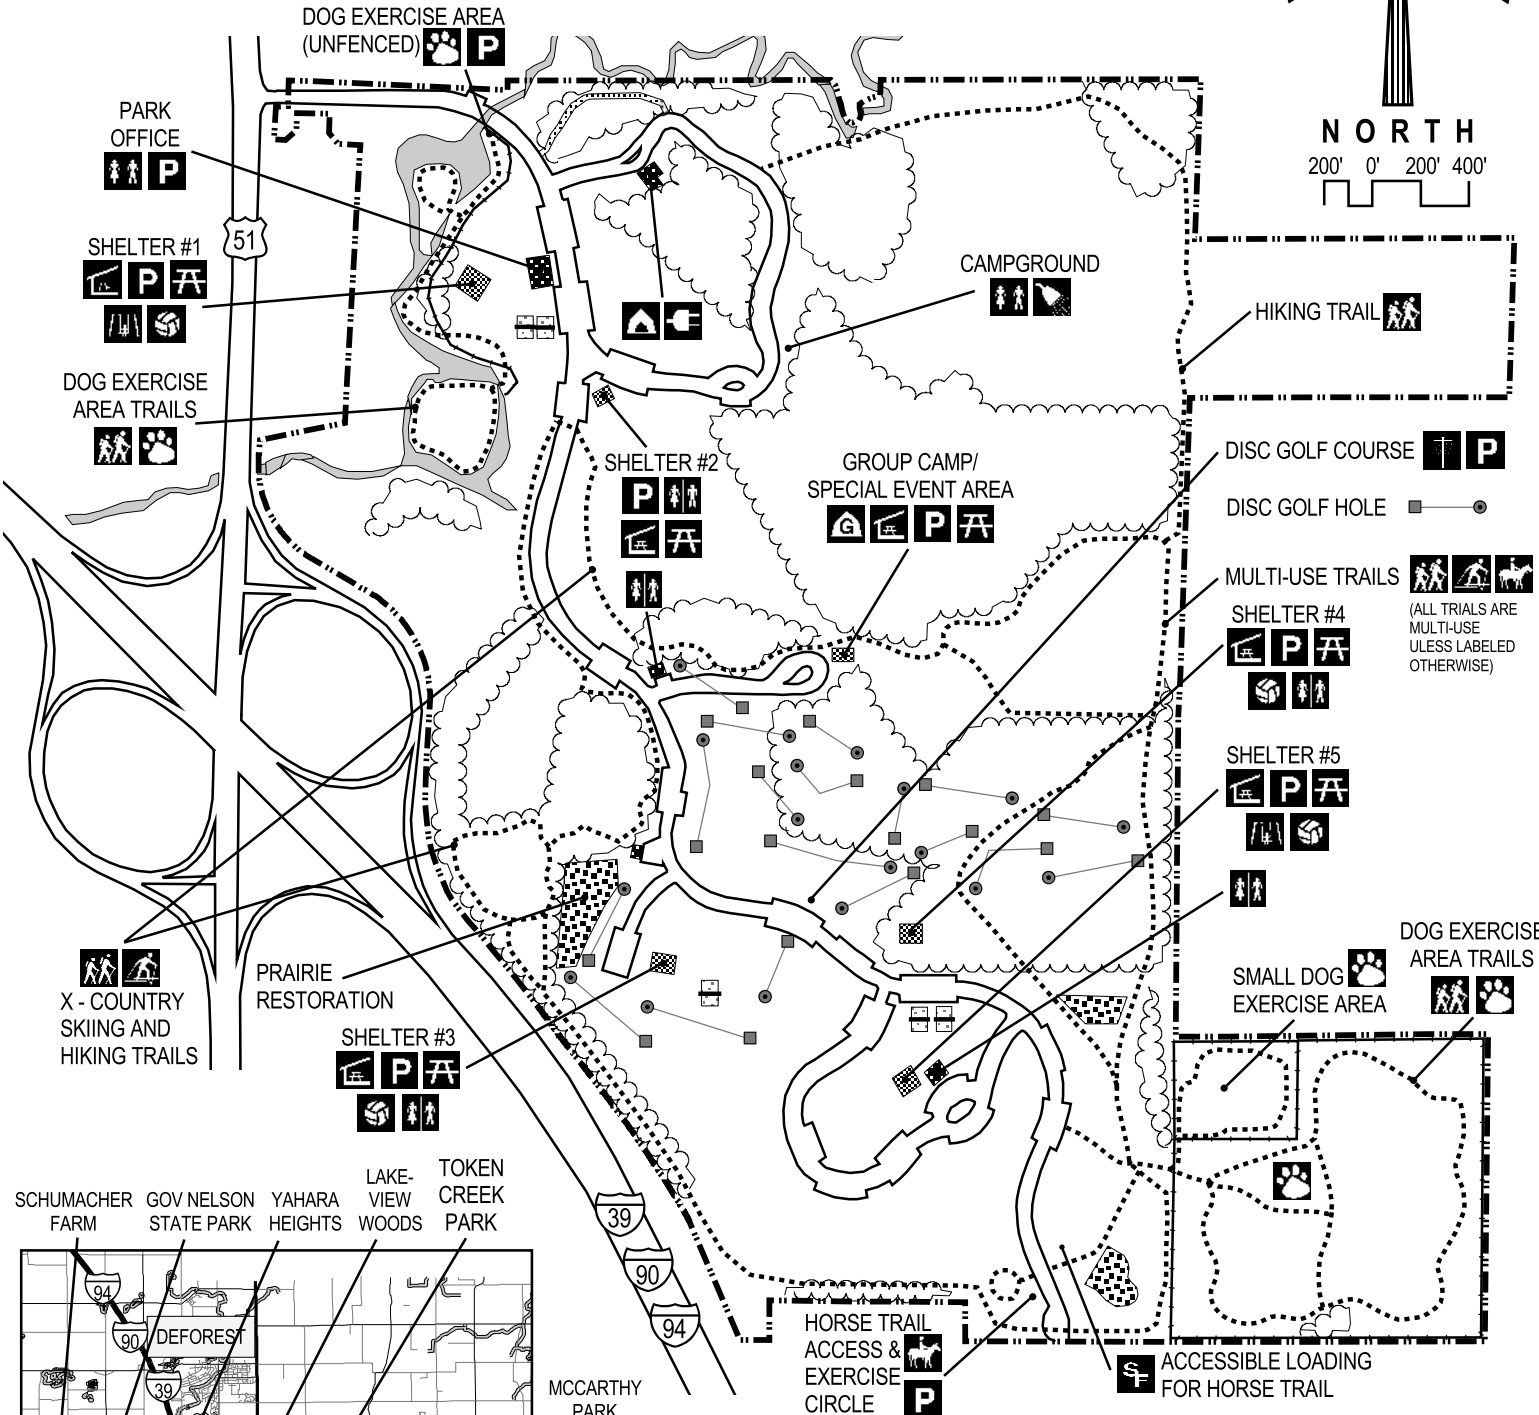 DOG EXERCISE AREA
(UNFENCED) P
NORTH
200' 0' 200' 400'
PARK
OFFICE
P
51
SHELTER #1
P
DOG EXERCISE
AREA TRAILS
CAMPGROUND
HIKING TRAIL
SHELTER #2
P
GROUP CAMP/
SPECIAL EVENT AREA
G P
DISC GOLF COURSE P
DISC GOLF HOLE
MULTI-USE TRAILS
(ALL TRIALS ARE
MULTI-USE
ULESS LABELED
OTHERWISE)
SHELTER #4
P
SHELTER #5
P
X - COUNTRY
SKIING AND
HIKING TRAILS
PRAIRIE
RESTORATION
SHELTER #3
P
SMALL DOG
EXERCISE AREA
DOG EXERCISE
AREA TRAILS
39
90
94
SCHUMACHER
FARM
GOV NELSON
STATE PARK
YAHARA
HEIGHTS
LAKE-
VIEW
WOODS
TOKEN
CREEK
PARK
94
90
DEFOREST
39
MCCARTHY
PARK
HORSE TRAIL
ACCESS &
EXERCISE
CIRCLE P
ACCESSIBLE LOADING
FOR HORSE TRAIL